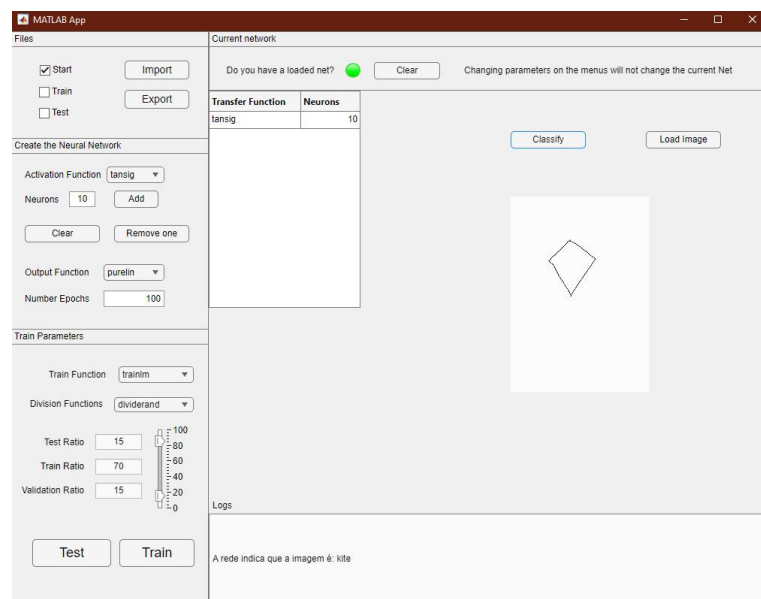 MATLAB App
Files
Start
Import
Train
Export
Test
Create the Neural Network
Activation Function tansig
Neurons 10 Add
Clear Remove one
Output Function purelin
Number Epochs 100
Train Parameters
Train Function trainlm
Division Functions dividerand
Test Ratio 15
Train Ratio 70
Validation Ratio 15
100
80
60
40
20
0
Test Train
Current network
Do you have a loaded net? Clear Changing parameters on the menus will not change the current Net
Transfer Function Neurons
tansig 10
Classify Load Image
Logs
A rede indica que a imagem é: kite